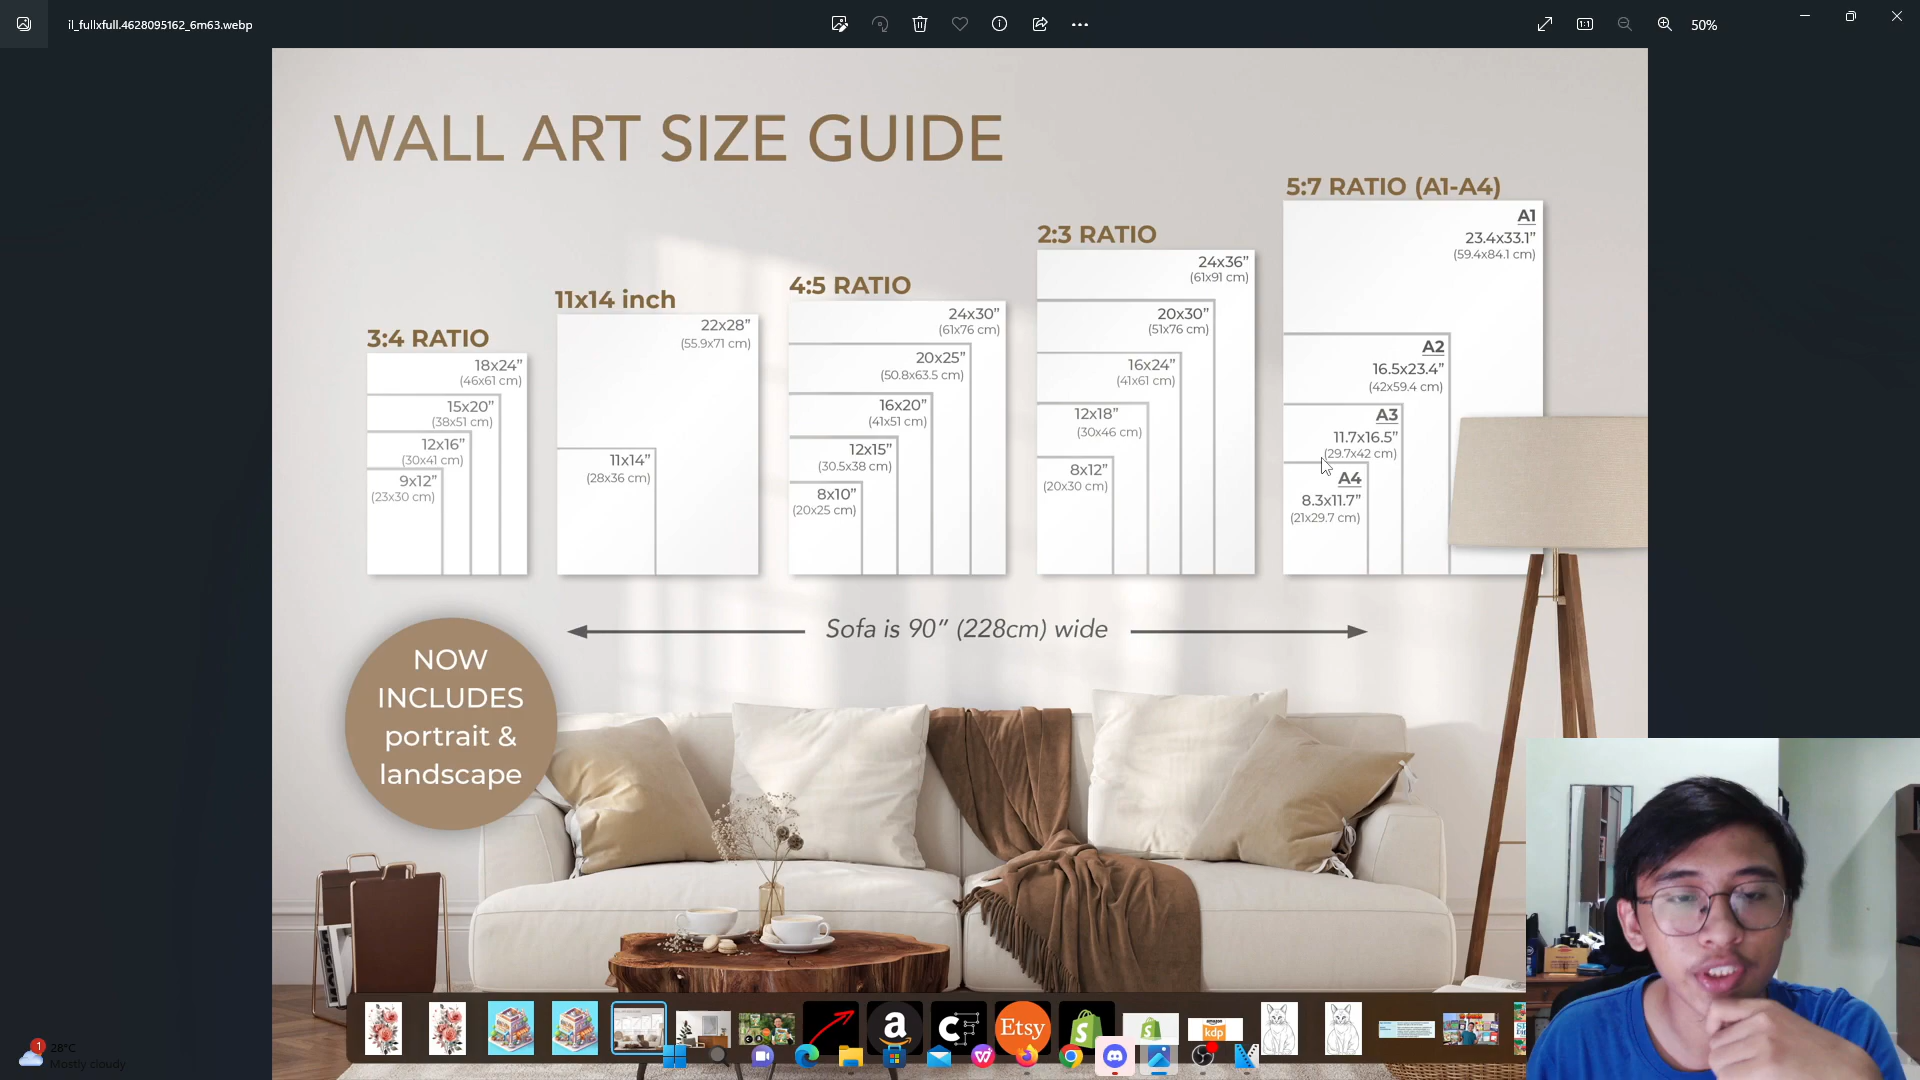 il_fullxfull.4628095162_6m63.webp
50%
WALL ART SIZE GUIDE
3:4 RATIO
18x24”
(46x61 cm)
15x20”
(38x51 cm)
12x16”
(30x41 cm)
9x12”
(23x30 cm)
11x14 inch
22x28”
(55.9x71 cm)
11x14”
(28x36 cm)
4:5 RATIO
24x30”
(61x76 cm)
20x25”
(50.8x63.5 cm)
16x20”
(41x51 cm)
12x15”
(30.5x38 cm)
8x10”
(20x25 cm)
2:3 RATIO
24x36”
(61x91 cm)
20x30”
(51x76 cm)
16x24”
(41x61 cm)
12x18”
(30x46 cm)
8x12”
(20x30 cm)
5:7 RATIO (A1-A4)
A1
23.4x33.1”
(59.4x84.1 cm)
A2
16.5x23.4”
(42x59.4 cm)
A3
11.7x16.5”
(29.7x42 cm)
A4
8.3x11.7”
(21x29.7 cm)
Sofa is 90” (228cm) wide
NOW
INCLUDES
portrait &
landscape
Etsy
kdp
1
28°C
Mostly cloudy